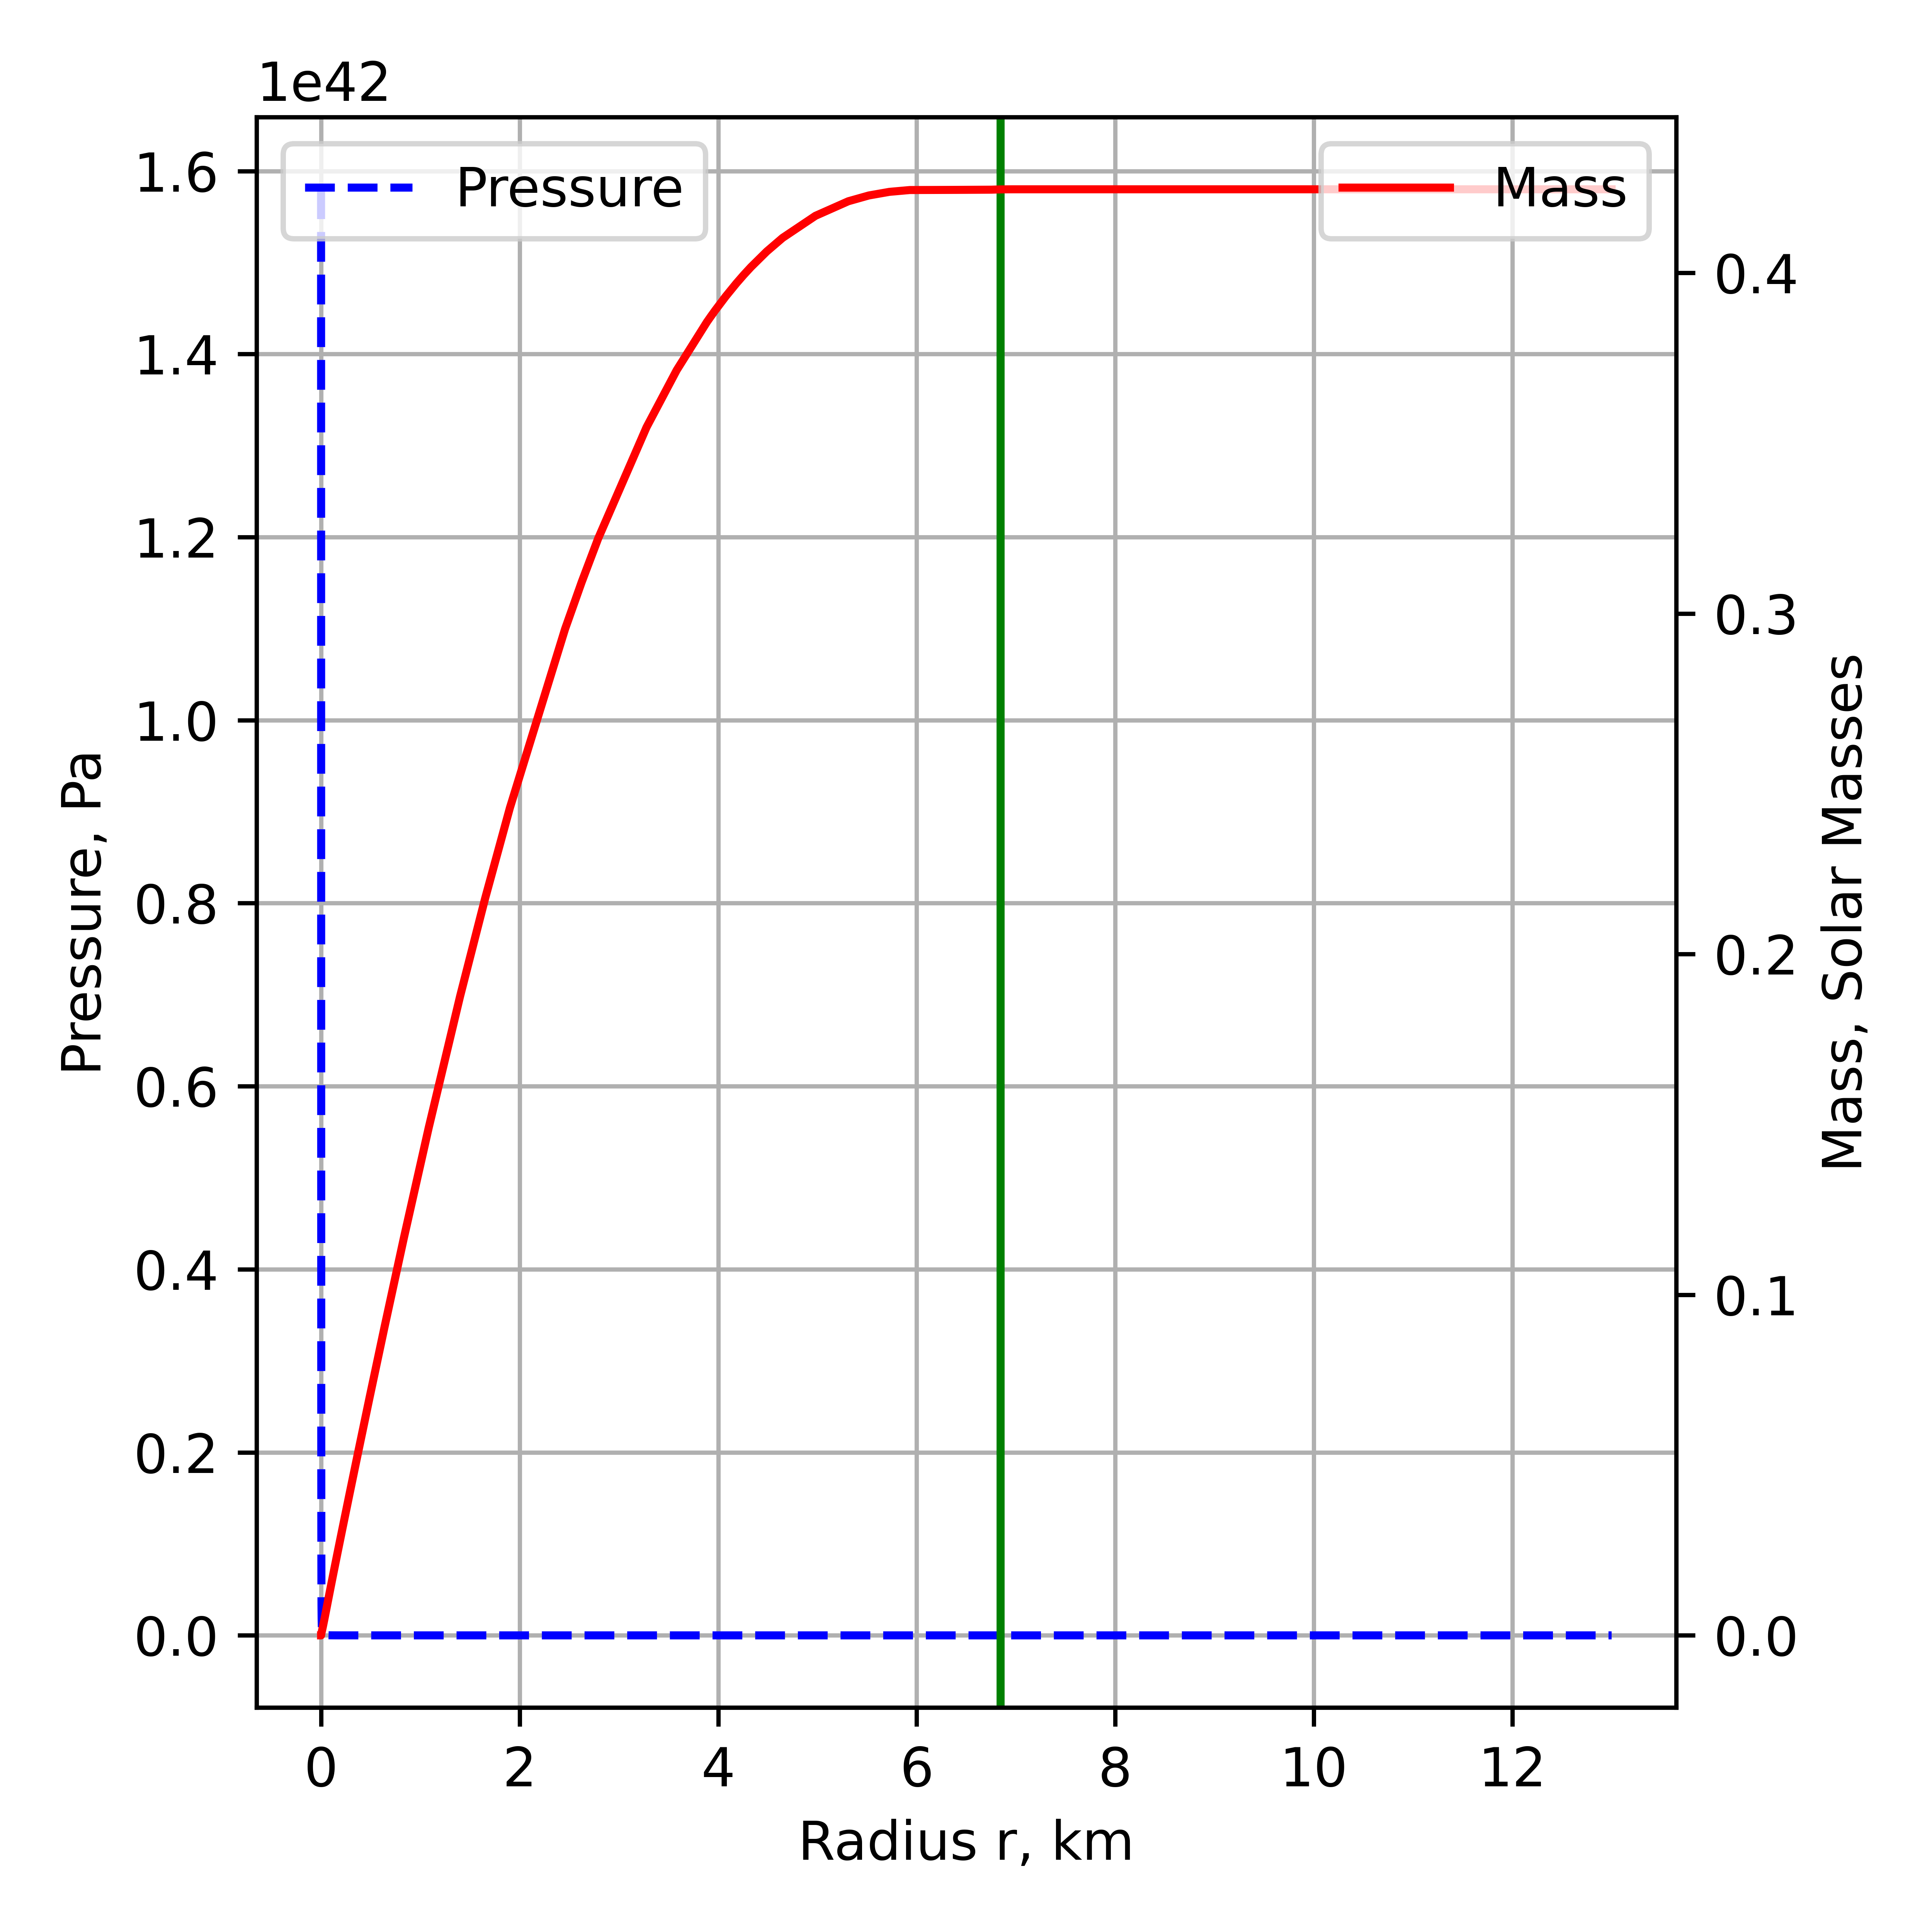 1e42
Pressure
Mass
1.6
1.4
1.2
1.0
0.8
0.6
0.4
0.2
0.0
Pressure, Pa
0.4
0.3
0.2
0.1
0.0
Mass, Solar Masses
0 2 4 6 8 10 12
Radius r, km